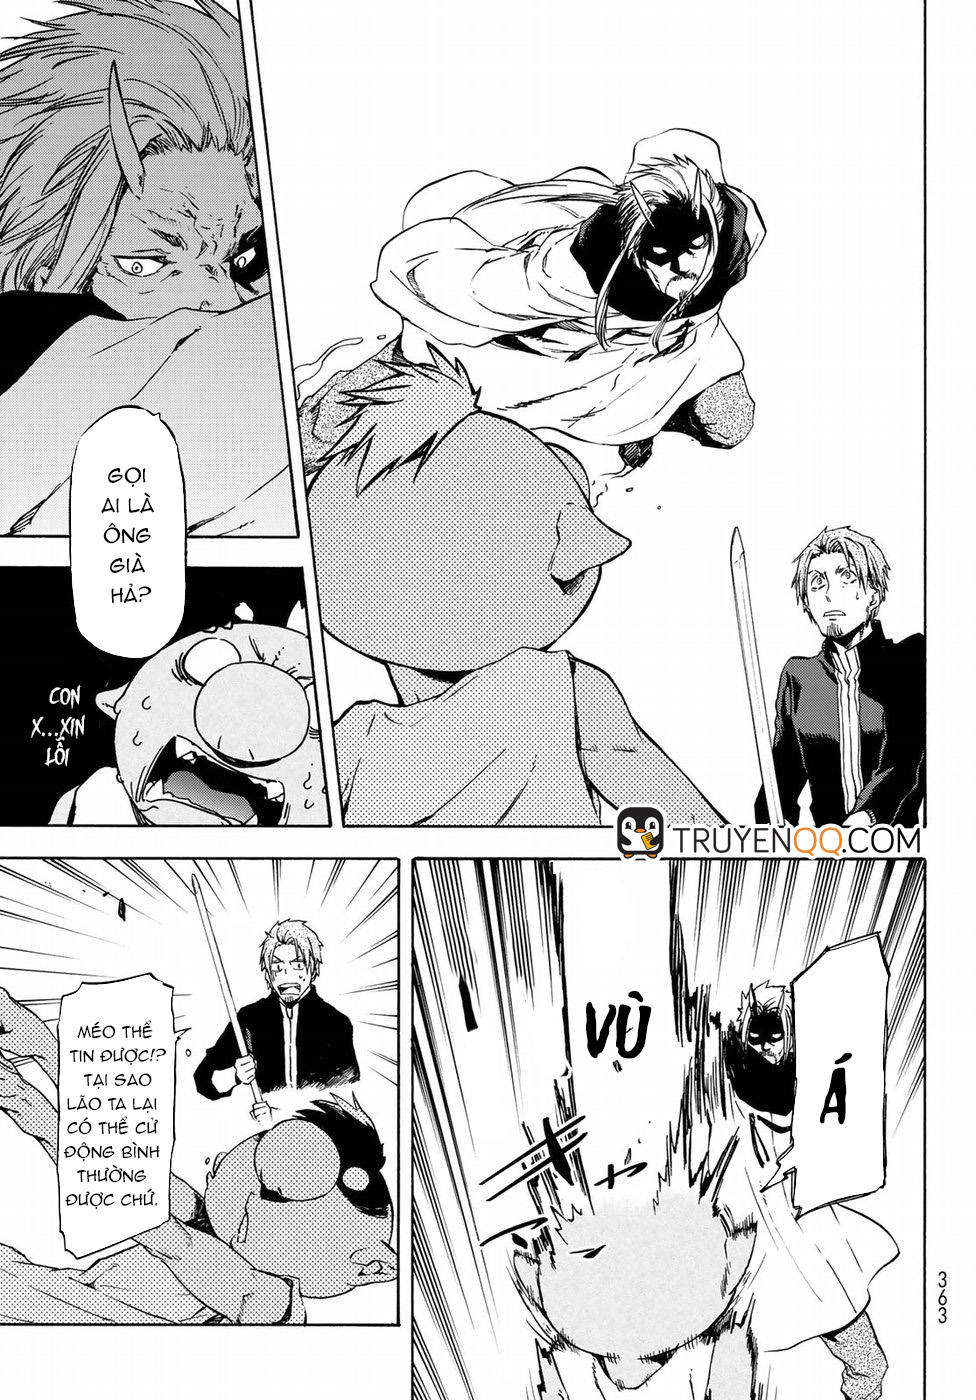 GỌI
AI LÀ
ÔNG
GIÀ
HẢ?
CON
X...XIN
LỖI
TRUYENQQ.COM
Á
VÙ
MÉO THỂ
TIN ĐƯỢC!?
TẠI SAO
LÃO TA LẠI
CÓ THỂ CỬ
ĐỘNG BÌNH
THƯỜNG
ĐƯỢC CHỨ.
363